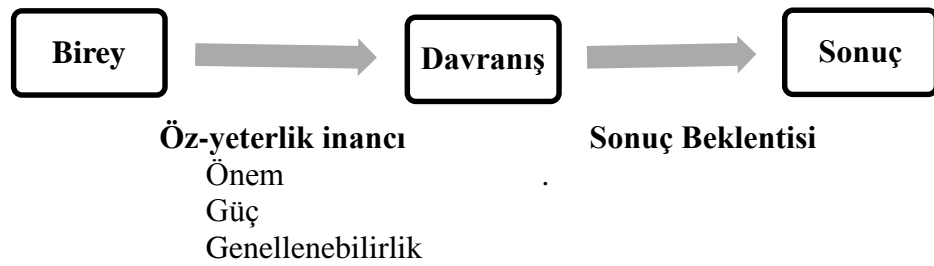 Birey Davranış Sonuç
Öz-yeterlik inancı Sonuç Beklentisi
Önem .
Güç
Genellenebilirlik